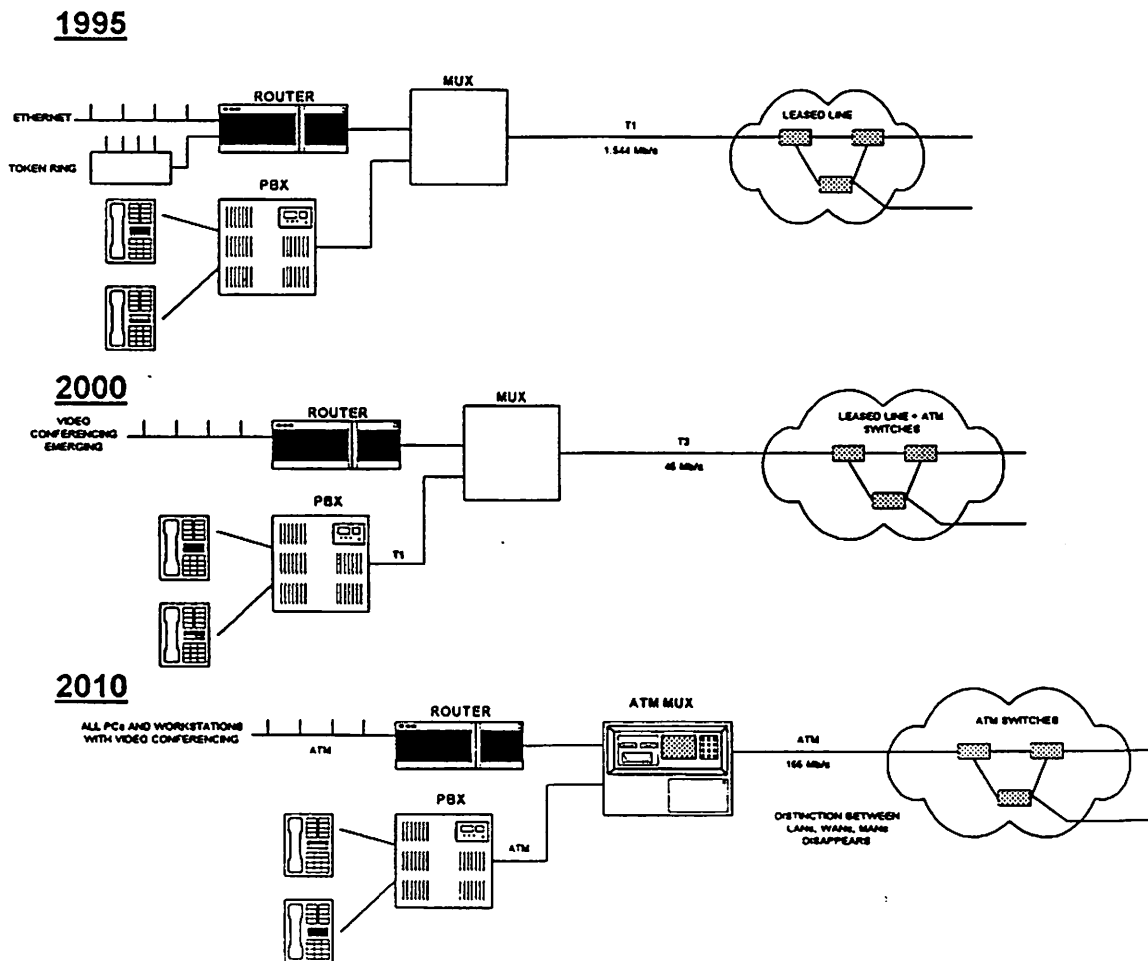 1995
MUX
ROUTER
ETHERNET
TOKEN RING
T1
1.544 Mb/s
LEASED LINE
PBX
2000
VIDEO
CONFERENCING
EMERGING
ROUTER
MUX
T3
45 Mb/s
LEASED LINE + ATM
SWITCHES
PBX
T1
2010
ALL PCs AND WORKSTATIONS
WITH VIDEO CONFERENCING
ATM
ROUTER
ATM MUX
ATM
155 Mb/s
ATM SWITCHES
PBX
ATM
DISTINCTION BETWEEN
LANs, WANs, MANs
DISAPPEARS